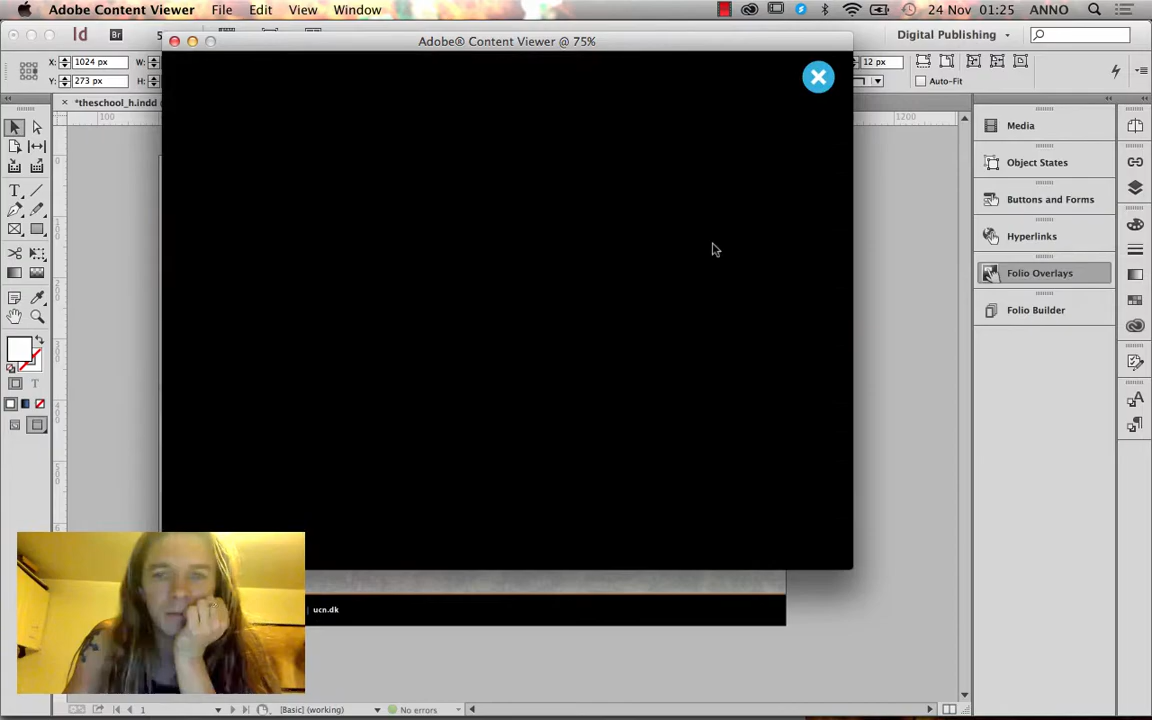 Adobe Content Viewer File Edit View Window 24 Nov 01:25 ANNO
Id Br Digital Publishing
Adobe® Content Viewer @ 75%
X: 1024 px W: 12 px
Y: 273 px H: Auto-Fit
*theschool_h.indd
100 1200
Media
Object States
Buttons and Forms
Hyperlinks
Folio Overlays
Folio Builder
ucn.dk
1 [Basic] (working) No errors